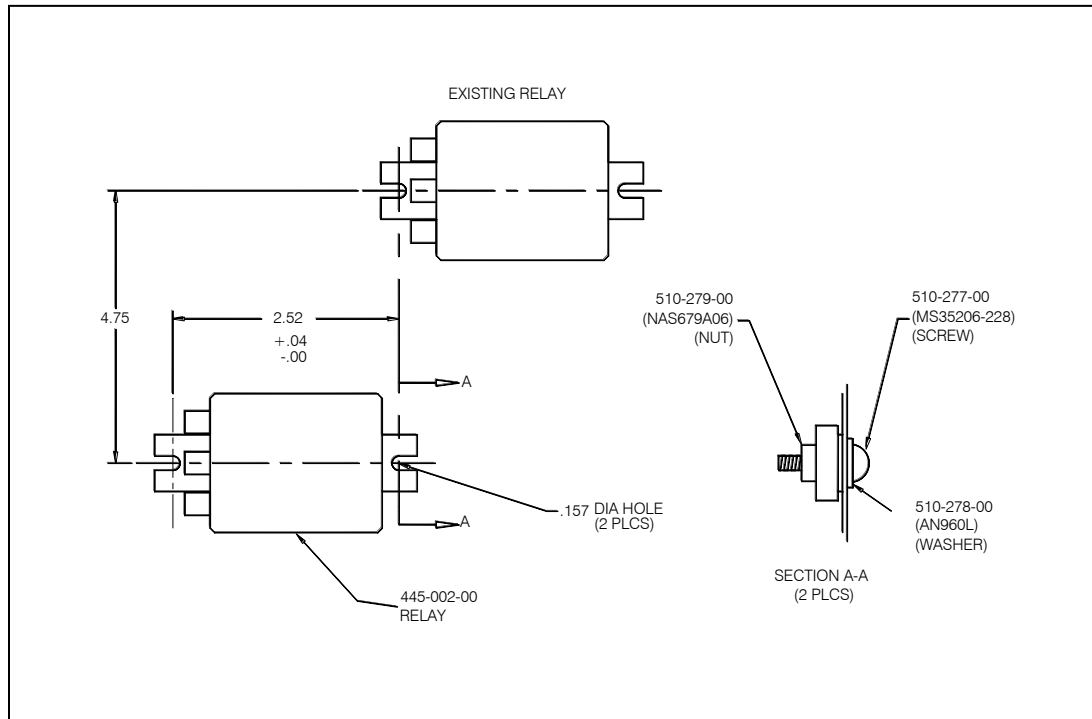 EXISTING RELAY
4.75
2.52
+.04
-.00
A
A
.157 DIA HOLE
(2 PLCS)
445-002-00
RELAY
510-279-00
(NAS679A06)
(NUT)
510-277-00
(MS35206-228)
(SCREW)
510-278-00
(AN960L)
(WASHER)
SECTION A-A
(2 PLCS)